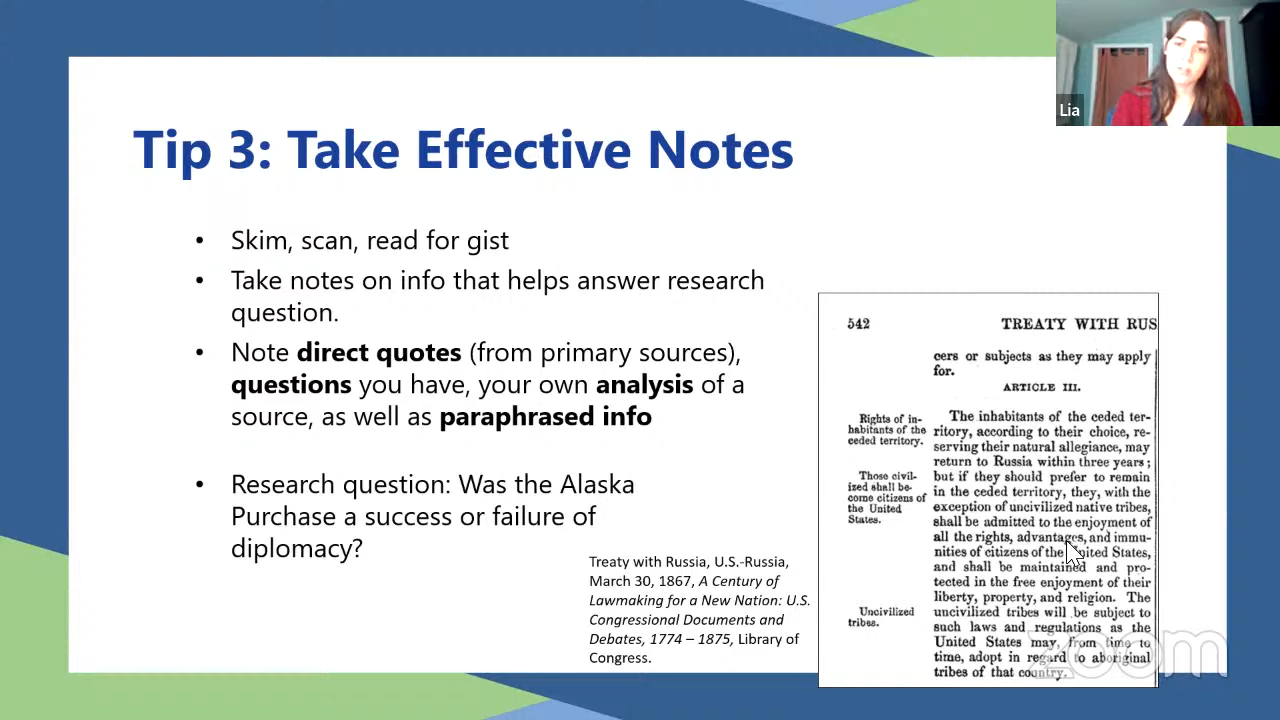 Lia
Tip 3: Take Effective Notes
• Skim, scan, read for gist
• Take notes on info that helps answer research
question.
• Note direct quotes (from primary sources),
questions you have, your own analysis of a
source, as well as paraphrased info
• Research question: Was the Alaska
Purchase a success or failure of
diplomacy?
Treaty with Russia, U.S.-Russia,
March 30, 1867, A Century of
Lawmaking for a New Nation: U.S.
Congressional Documents and
Debates, 1774 – 1875, Library of
Congress.
542
TREATY WITH RUS
cers or subjects as they may apply
for.
ARTICLE III.
Rights of in-
habitants of the
ceded territory.
Those civil-
ized shall be-
come citizens of
the United
States.
Uncivilized
tribes.
The inhabitants of the ceded ter-
ritory, according to their choice, re-
serving their natural allegiance, may
return to Russia within three years;
but if they should prefer to remain
in the ceded territory, they, with the
exception of uncivilized native tribes,
shall be admitted to the enjoyment of
all the rights, advantages, and immu-
nities of citizens of the United States,
and shall be maintained and pro-
tected in the free enjoyment of their
liberty, property, and religion. The
uncivilized tribes will be subject to
such laws and regulations as the
United States may, from time to
time, adopt in regard to aboriginal
tribes of that country.
zoom